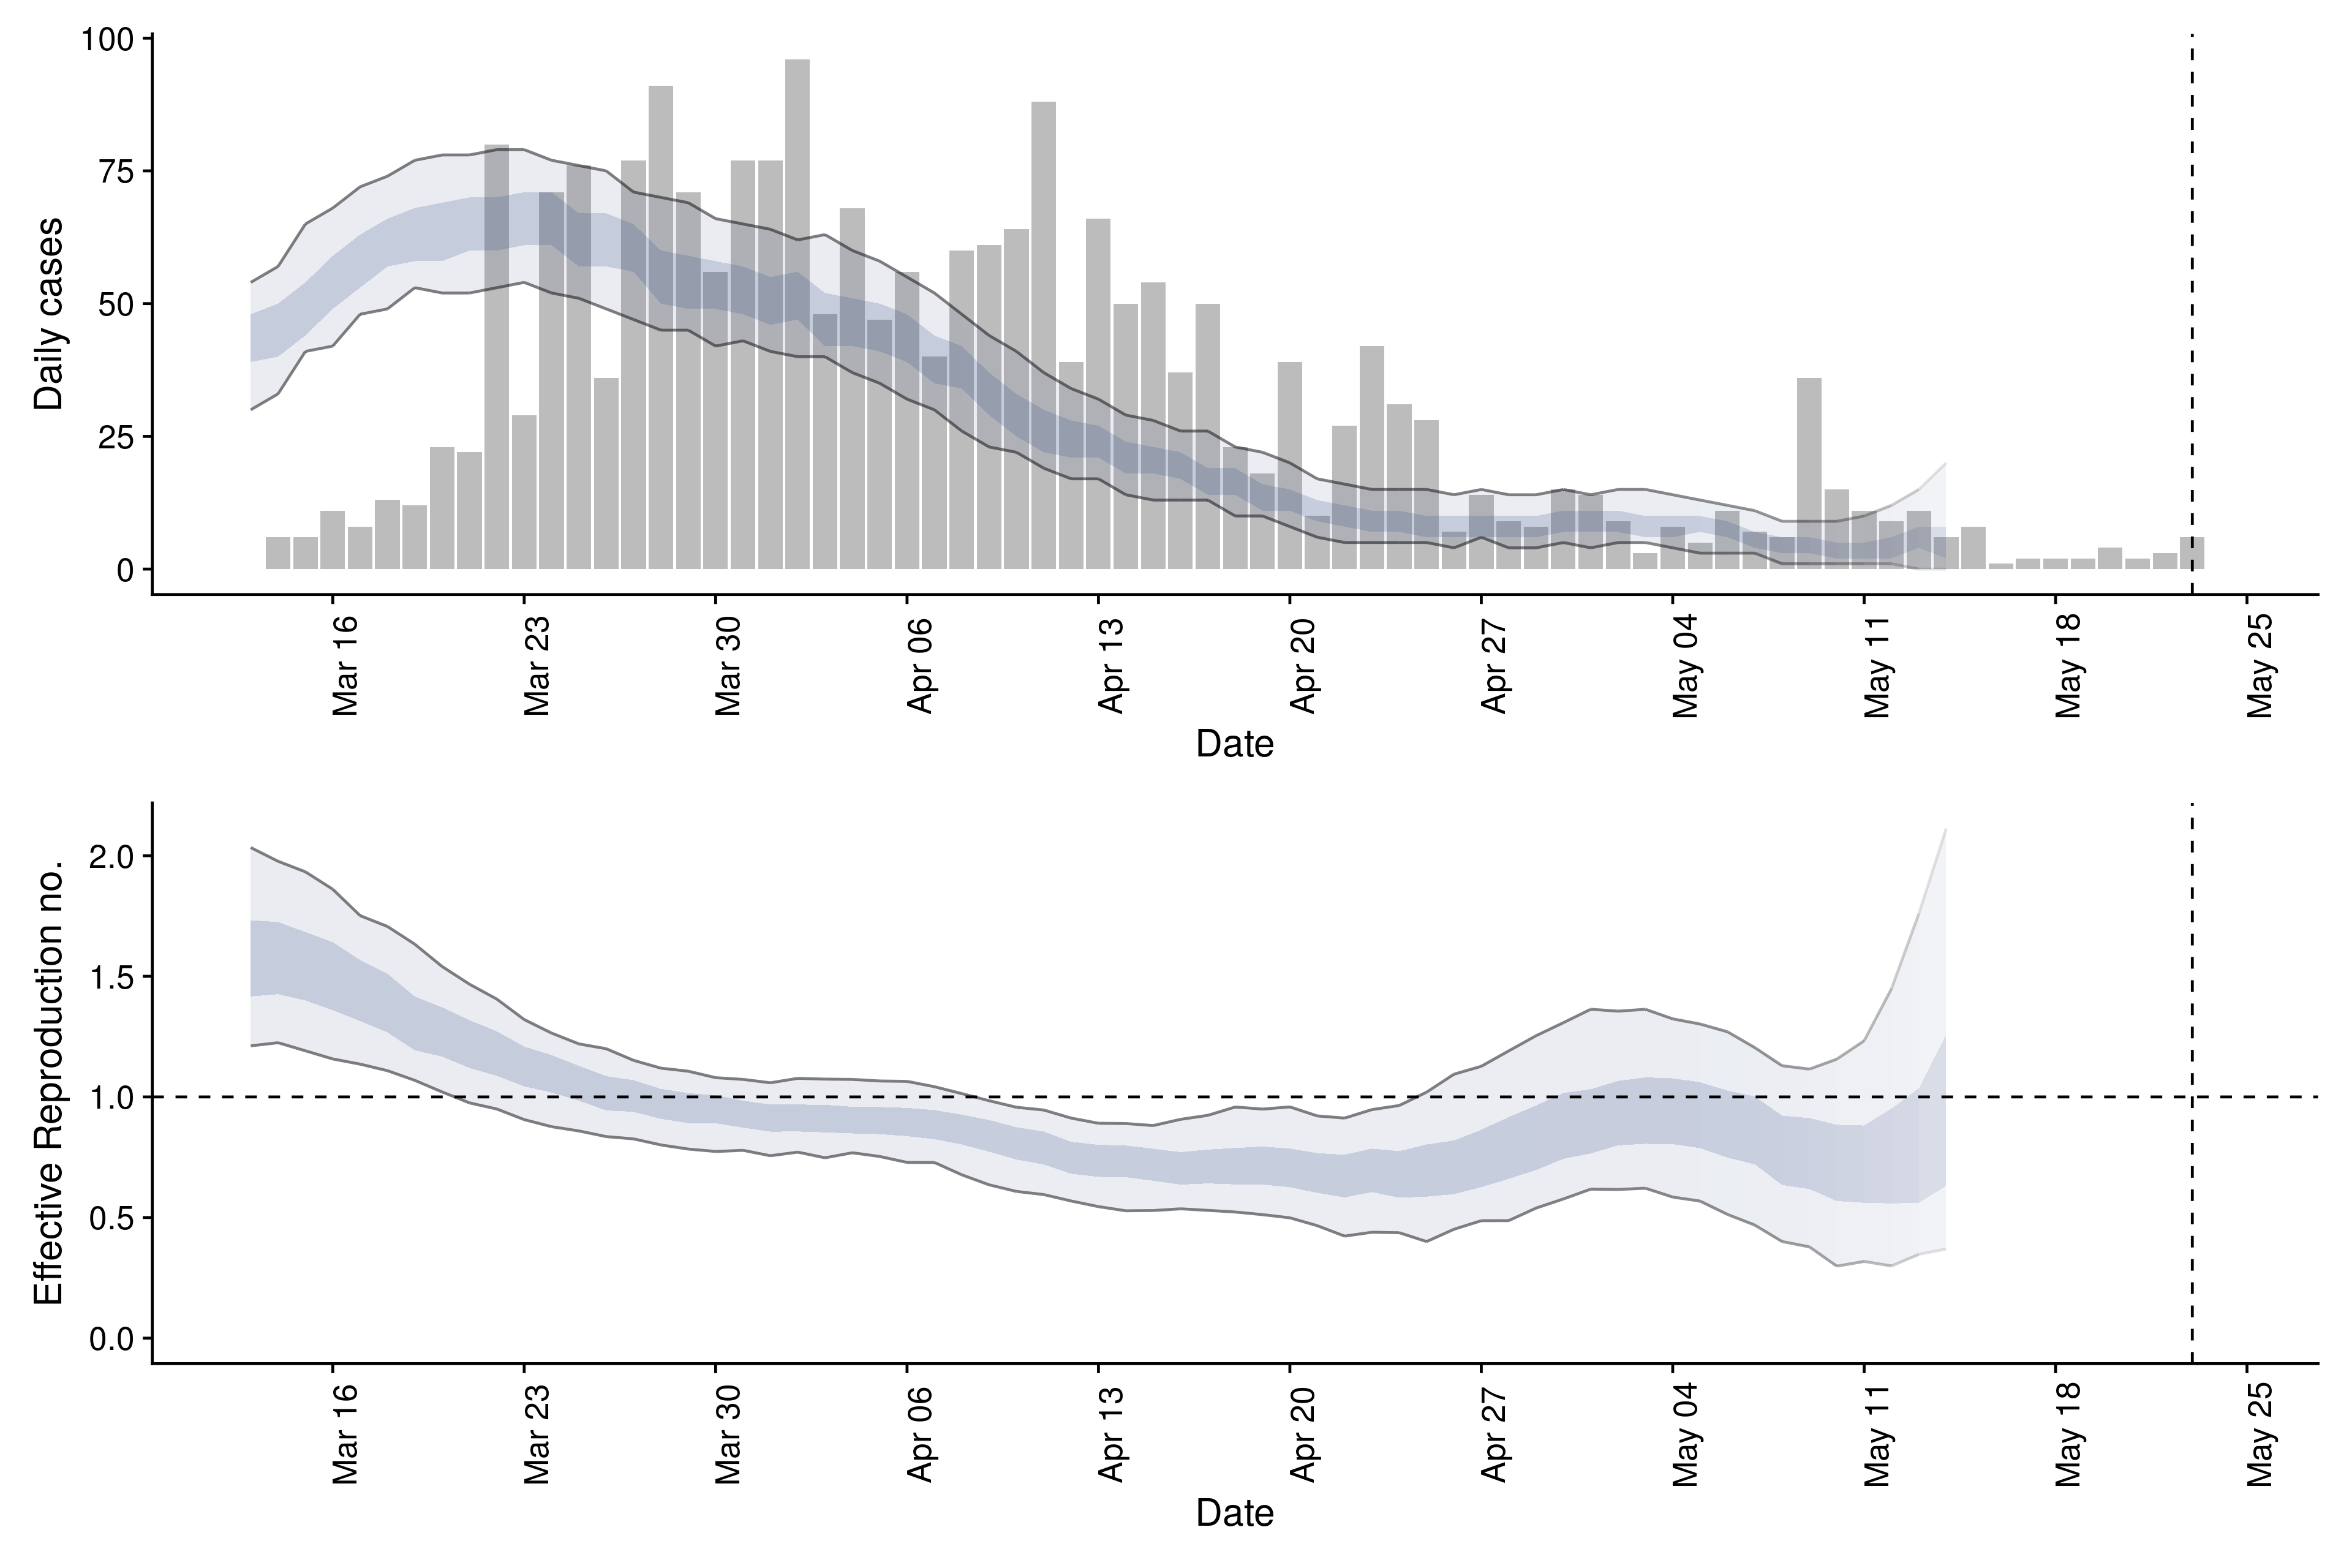 Daily cases
100
75
50
25
0
Mar 16
Mar 23
Mar 30
Apr 06
Apr 13
Apr 20
Apr 27
May 04
May 11
May 18
May 25
Date
Effective Reproduction no.
2.0
1.5
1.0
0.5
0.0
Mar 16
Mar 23
Mar 30
Apr 06
Apr 13
Apr 20
Apr 27
May 04
May 11
May 18
May 25
Date